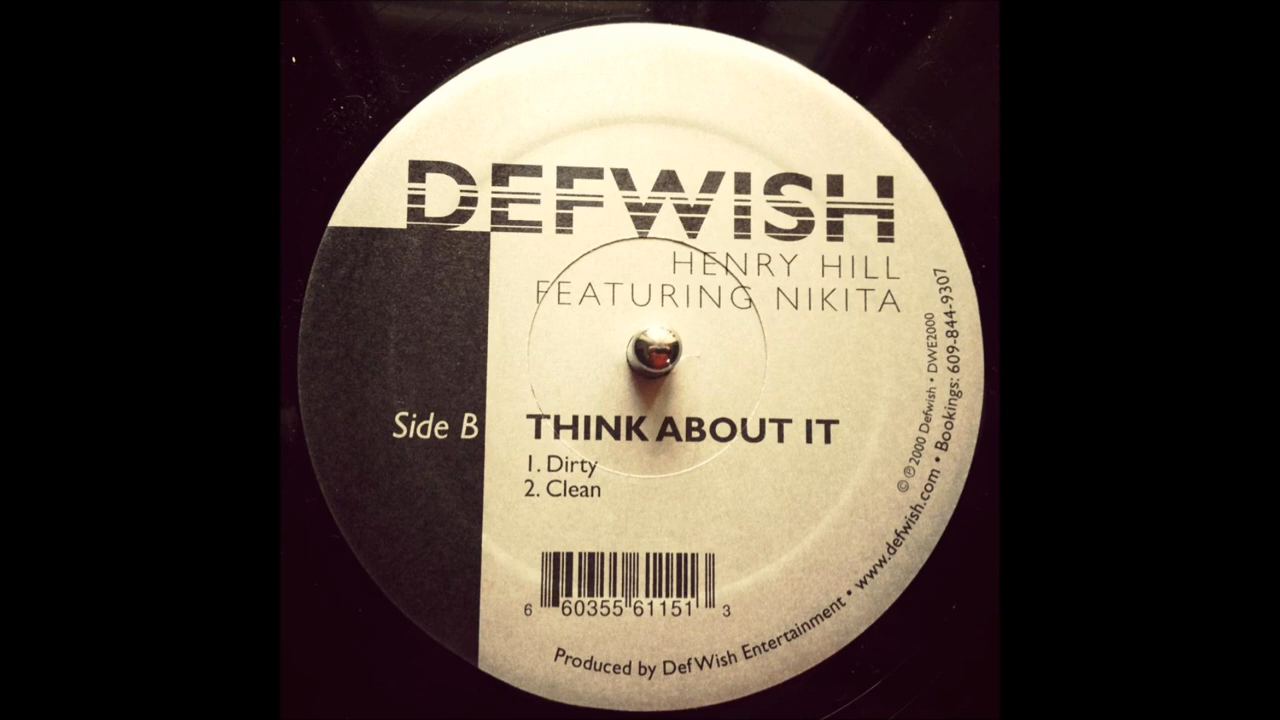 DEFWISH
HENRY HILL
FEATURING NIKITA
Side B
THINK ABOUT IT
1. Dirty
2. Clean
6 60355 61151 3
Produced by DefWish Entertainment • www.defwish.com • Bookings: 609-844-9307
© ℗ 2000 Defwish • DWE2000